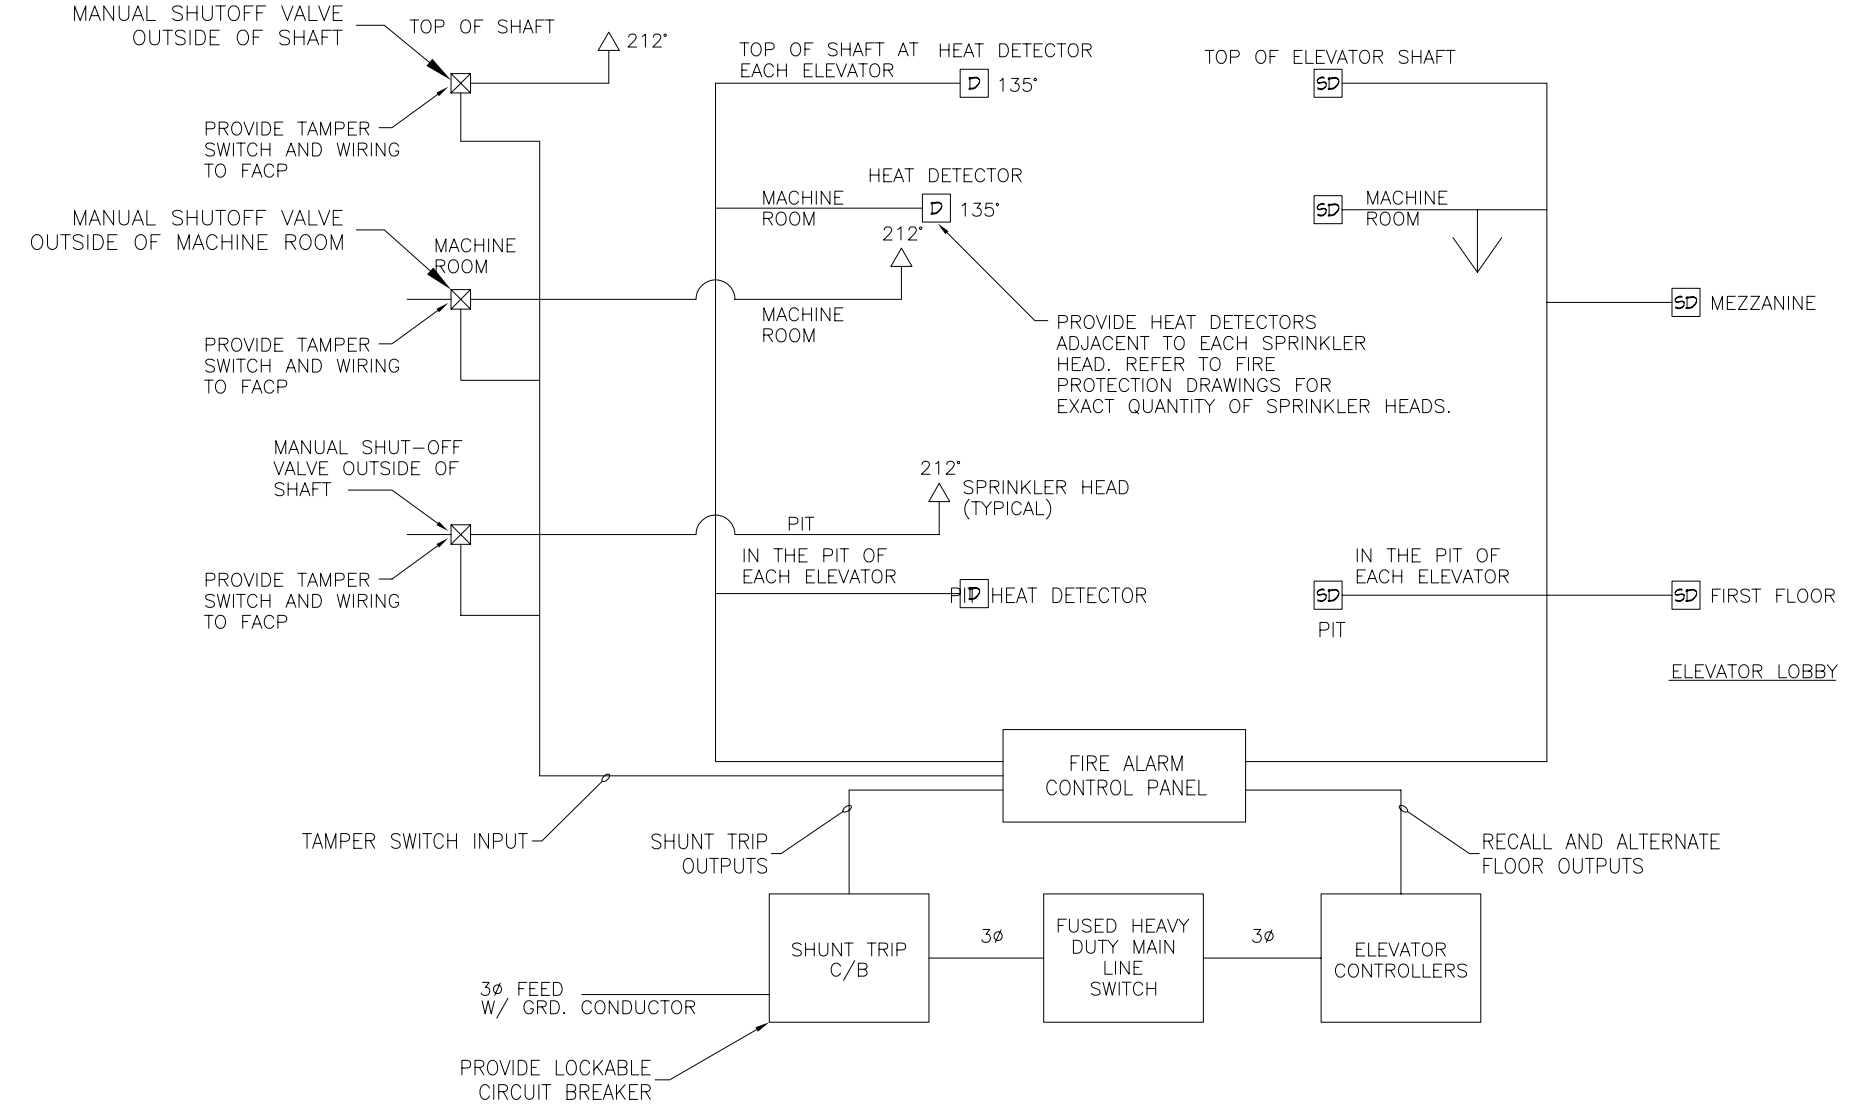 MANUAL SHUTOFF VALVE
OUTSIDE OF SHAFT
TOP OF SHAFT
212°
PROVIDE TAMPER
SWITCH AND WIRING
TO FACP
TOP OF SHAFT AT
EACH ELEVATOR
HEAT DETECTOR
D
135°
TOP OF ELEVATOR SHAFT
SD
MANUAL SHUTOFF VALVE
OUTSIDE OF MACHINE ROOM
MACHINE
ROOM
PROVIDE TAMPER
SWITCH AND WIRING
TO FACP
HEAT DETECTOR
MACHINE
ROOM
D
135°
212°
MACHINE
ROOM
PROVIDE HEAT DETECTORS
ADJACENT TO EACH SPRINKLER
HEAD. REFER TO FIRE
PROTECTION DRAWINGS FOR
EXACT QUANTITY OF SPRINKLER HEADS.
SD
MACHINE
ROOM
SD
MEZZANINE
MANUAL SHUT-OFF
VALVE OUTSIDE OF
SHAFT
PROVIDE TAMPER
SWITCH AND WIRING
TO FACP
212°
SPRINKLER HEAD
(TYPICAL)
PIT
IN THE PIT OF
EACH ELEVATOR
D
PIT HEAT DETECTOR
IN THE PIT OF
EACH ELEVATOR
SD
PIT
SD
FIRST FLOOR
ELEVATOR LOBBY
FIRE ALARM
CONTROL PANEL
TAMPER SWITCH INPUT
SHUNT TRIP
OUTPUTS
RECALL AND ALTERNATE
FLOOR OUTPUTS
SHUNT TRIP
C/B
3ø
FUSED HEAVY
DUTY MAIN
LINE
SWITCH
3ø
ELEVATOR
CONTROLLERS
3ø FEED
W/ GRD. CONDUCTOR
PROVIDE LOCKABLE
CIRCUIT BREAKER